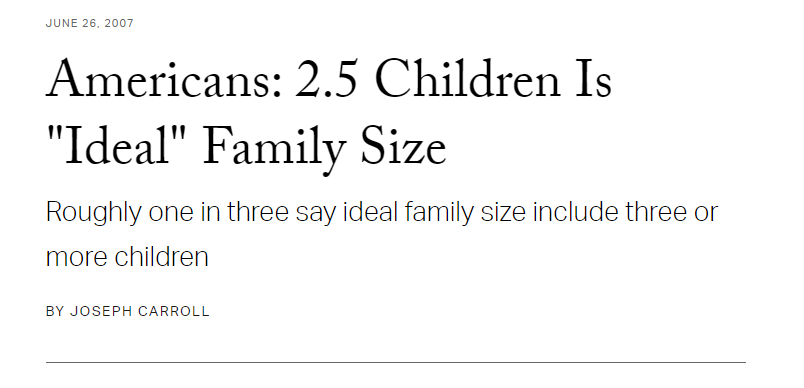 JUNE 26, 2007
Americans: 2.5 Children Is
"Ideal" Family Size
Roughly one in three say ideal family size include three or
more children
BY JOSEPH CARROLL